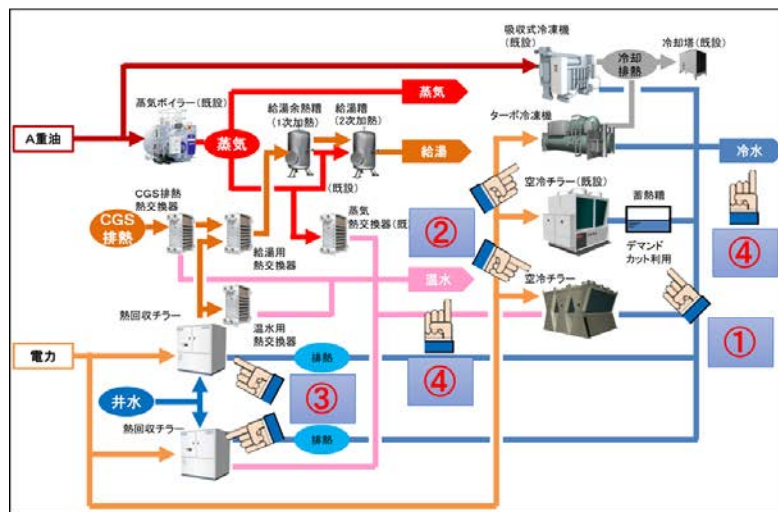 吸収式冷凍機
(既設)
冷却塔(既設)
冷却
排熱
蒸気ボイラー(既設)
蒸気
給湯余熱槽
(1次加熱)
給湯槽
(2次加熱)
ターボ冷凍機
A重油
蒸気
給湯
冷水
(既設)
CGS排熱
熱交換器
空冷チラー(既設)
蓄熱槽
蒸気
熱交換器(既
②
④
CGS
排熱
給湯用
熱交換器
デマンド
カット利用
温水
空冷チラー
熱回収チラー
温水用
熱交換器
①
電力
排熱
③
④
井水
熱回収チラー
排熱